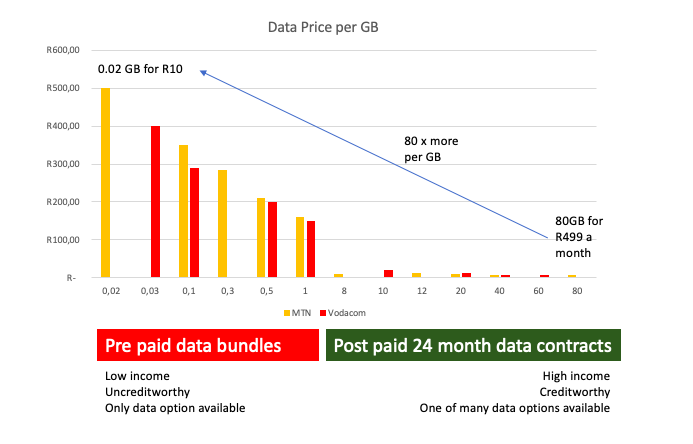 Data Price per GB
R600,00
R500,00
R400,00
R300,00
R200,00
R100,00
R-
0.02 GB for R10
80 x more
per GB
80GB for
R499 a
month
0,02 0,03 0,1 0,3 0,5 1 8 10 12 20 40 60 80
MTN Vodacom
Pre paid data bundles
Low income
Uncreditworthy
Only data option available
Post paid 24 month data contracts
High income
Creditworthy
One of many data options available